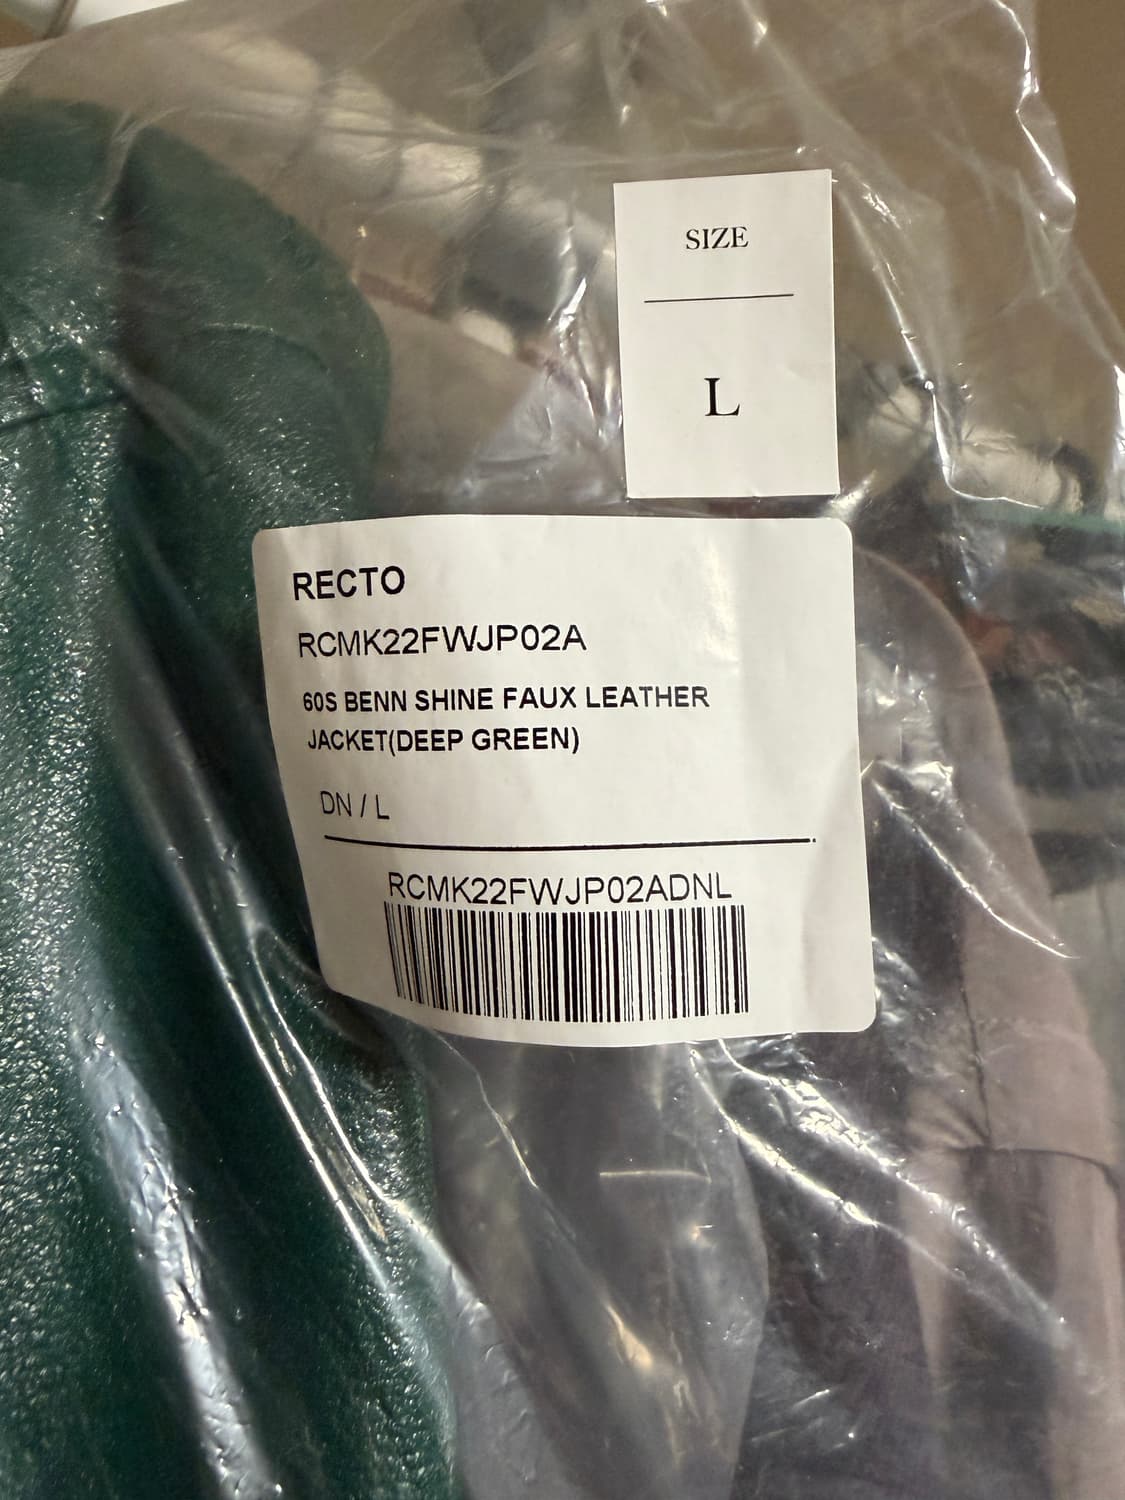 SIZE
L
RECTO
RCMK22FWJP02A
60S BENN SHINE FAUX LEATHER
JACKET(DEEP GREEN)
DN / L
RCMK22FWJP02ADNL